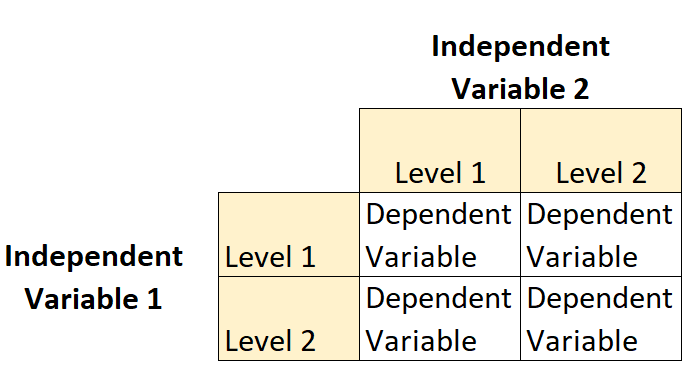 Independent
Variable 2
Level 1 Level 2
Dependent Dependent
Independent
Level 1 Variable Variable
Variable 1
Dependent Dependent
Level 2 Variable Variable